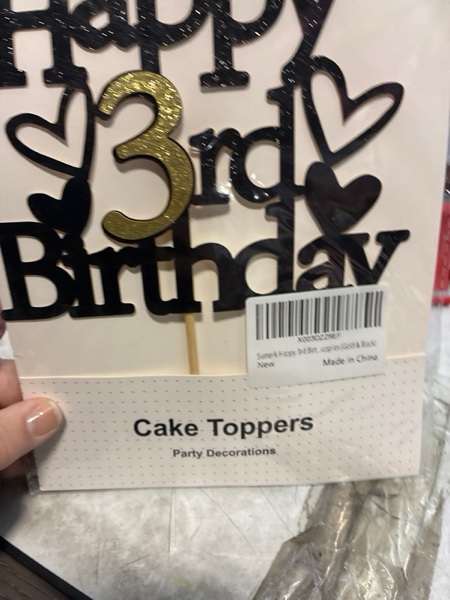 Happy
3rd
Birthday
New
Made in China
Cake Toppers
Party Decorations